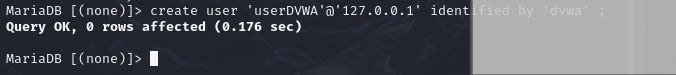 MariaDB [(none)]> create user 'userDVWA'@'127.0.0.1' identified by 'dvwa' ;
Query OK, 0 rows affected (0.176 sec)
MariaDB [(none)]>